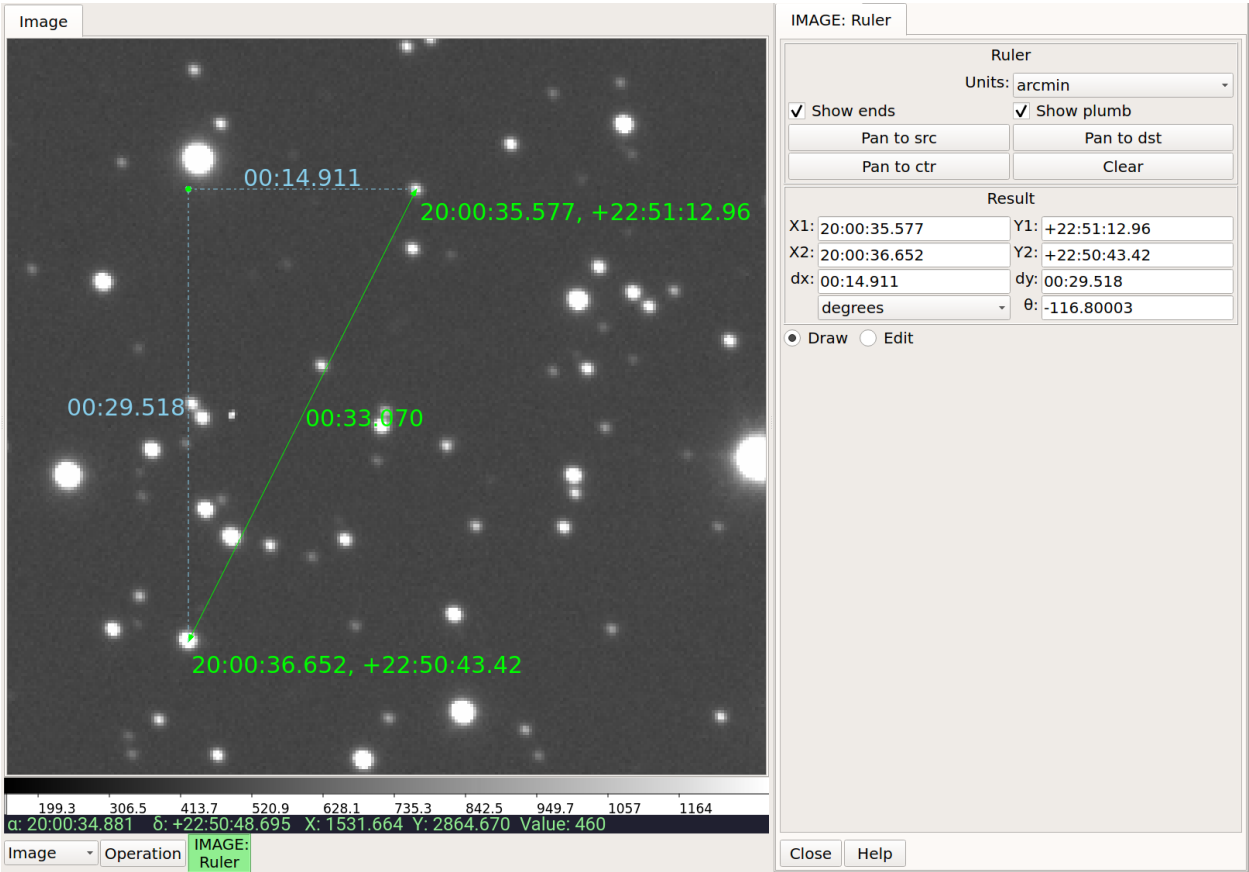 Image
00:14.911
20:00:35.577, +22:51:12.96
00:29.518
00:33.070
20:00:36.652, +22:50:43.42
199.3 306.5 413.7 520.9 628.1 735.3 842.5 949.7 1057 1164
α: 20:00:34.881 δ: +22:50:48.695 X: 1531.664 Y: 2864.670 Value: 460
Image Operation IMAGE: Ruler
IMAGE: Ruler
Ruler
Units: arcmin
Show ends Show plumb
Pan to src Pan to dst
Pan to ctr Clear
Result
X1: 20:00:35.577 Y1: +22:51:12.96
X2: 20:00:36.652 Y2: +22:50:43.42
dx: 00:14.911 dy: 00:29.518
degrees θ: -116.80003
Draw Edit
Close Help